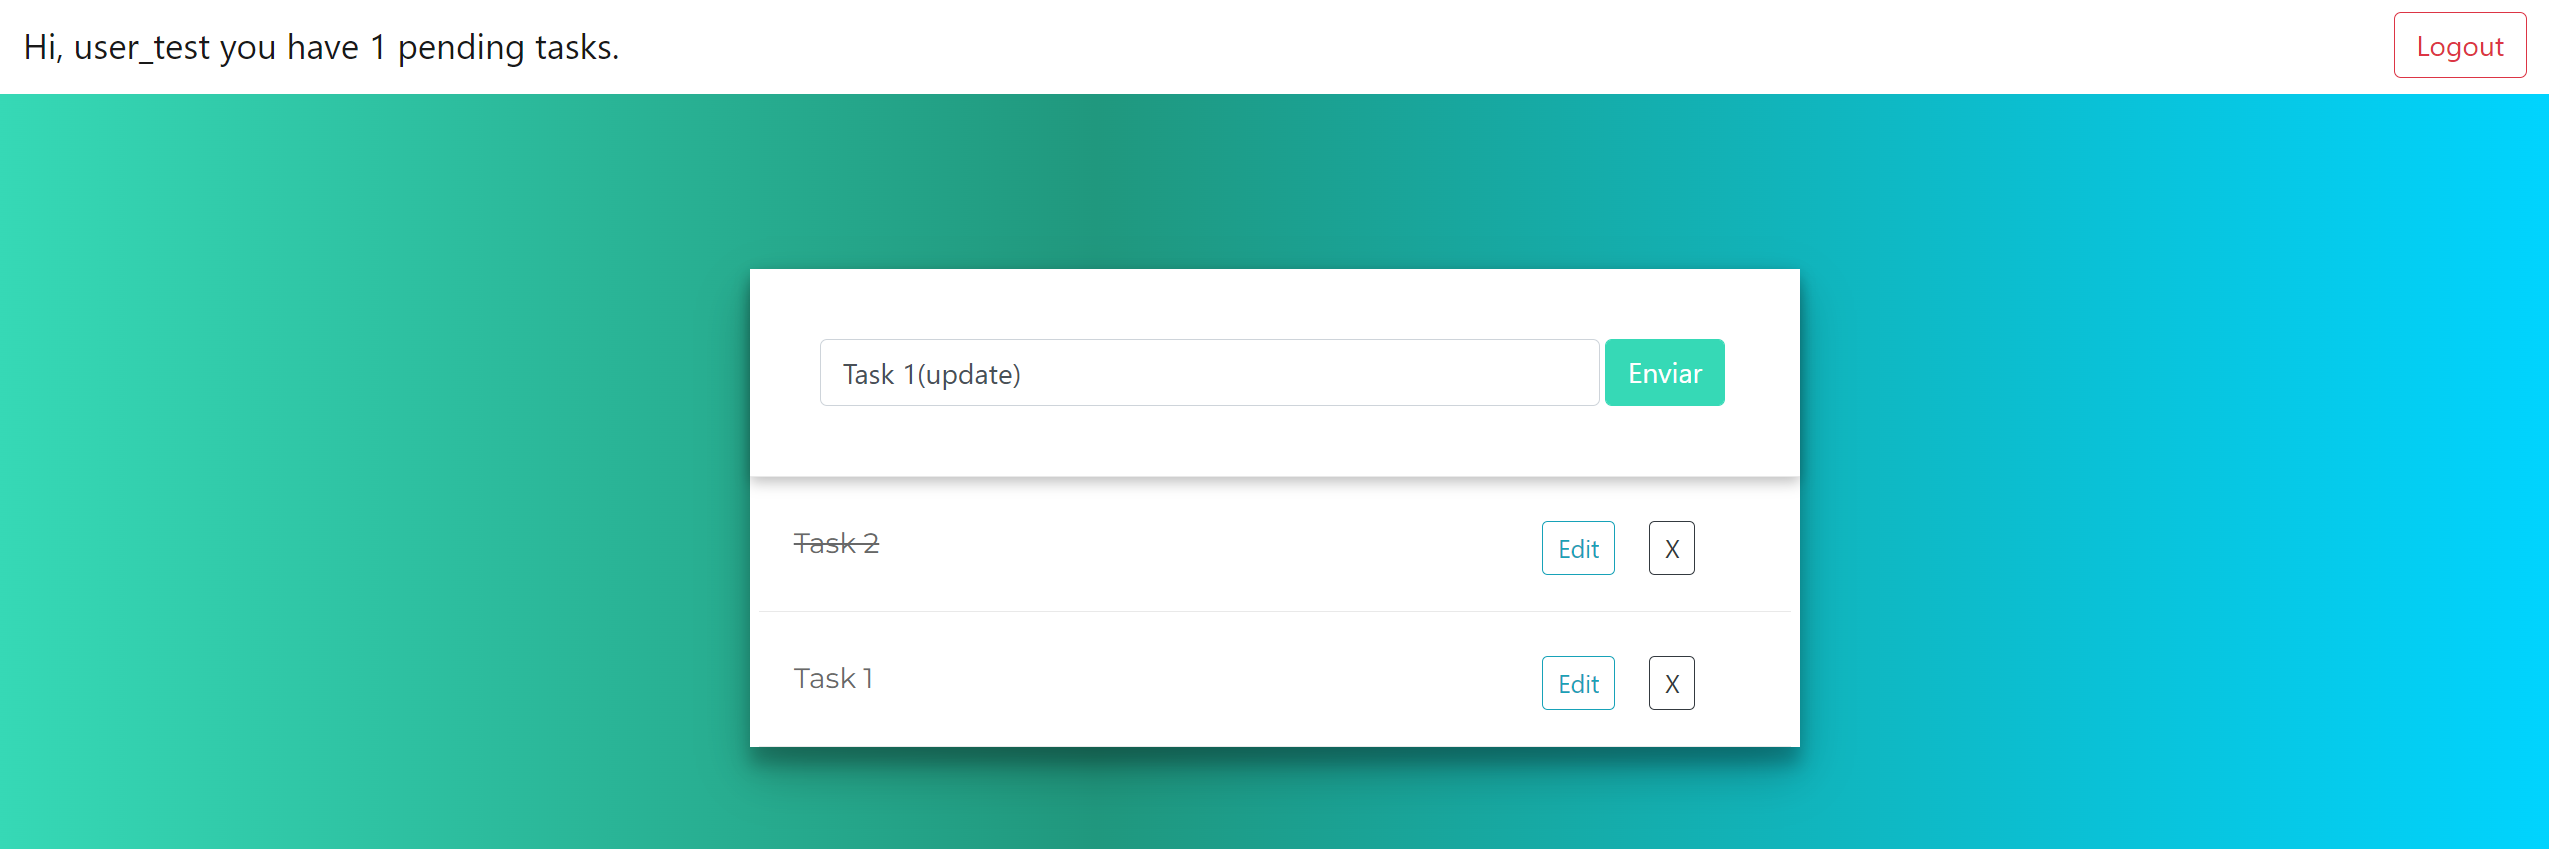 Hi, user_test you have 1 pending tasks.
Logout
Task 1(update)
Enviar
Task 2
Edit
X
Task 1
Edit
X